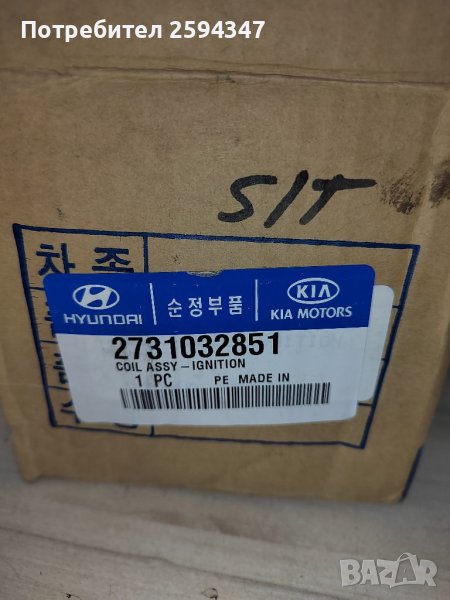 Потребител 2594347
SIT
차종
HYUNDAI
순정부품
KIA
KIA MOTORS
2731032851
COIL ASSY-IGNITION
1 PC PE MADE IN
BAZAR